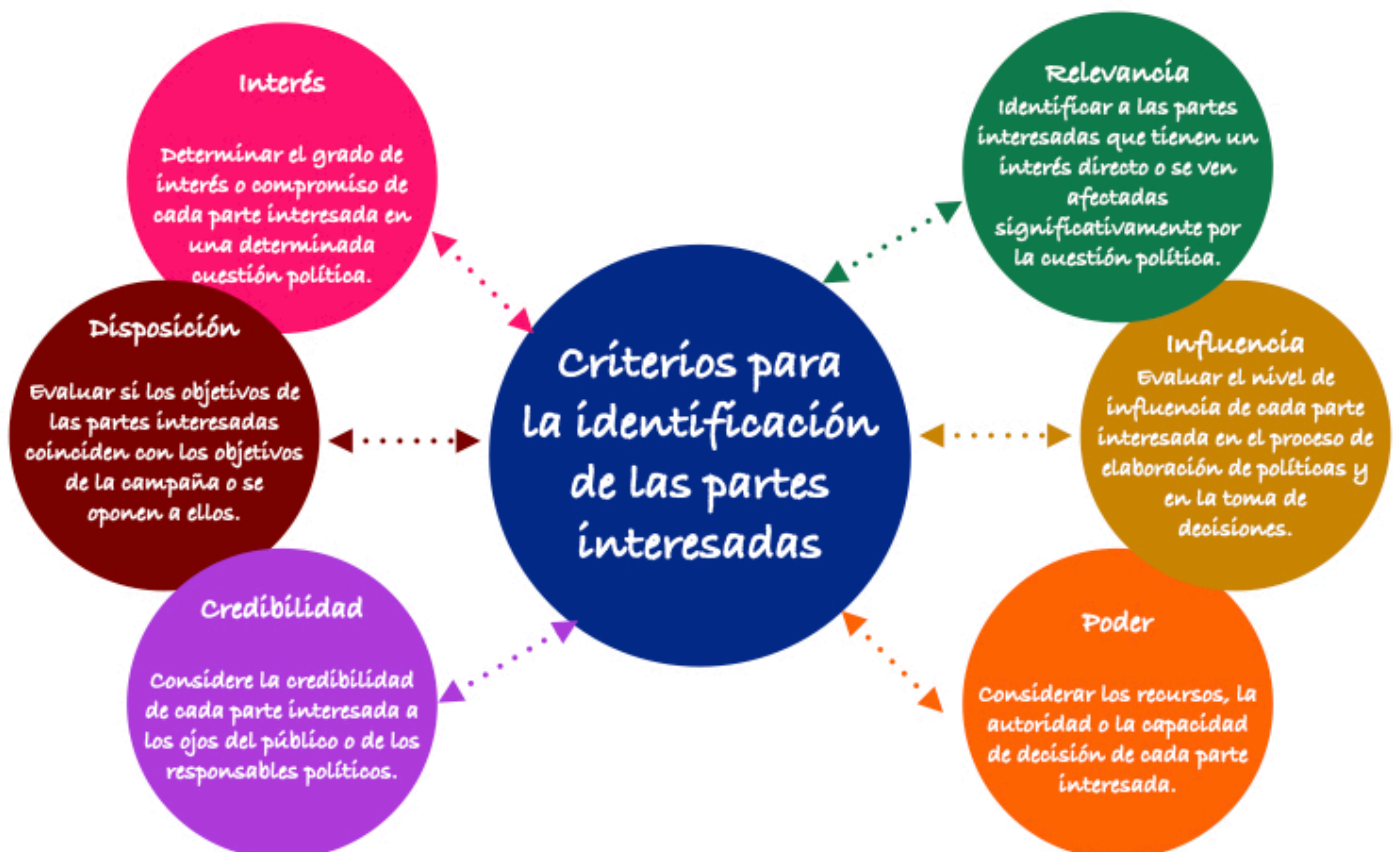 Interés
Determinar el grado de
interés o compromiso de
cada parte interesada en
una determinada
cuestión política.
Disposición
Evaluar si los objetivos de
las partes interesadas
coinciden con los objetivos
de la campaña o se
oponen a ellos.
Credibilidad
Considere la credibilidad
de cada parte interesada a
los ojos del público o de los
responsables políticos.
Criterios para
la identificación
de las partes
interesadas
Relevancia
Identificar a las partes
interesadas que tienen un
interés directo o se ven
afectadas
significativamente por
la cuestión política.
Influencia
Evaluar el nivel de
influencia de cada parte
interesada en el proceso de
elaboración de políticas y
en la toma de
decisiones.
Poder
Considerar los recursos, la
autoridad o la capacidad
de decisión de cada parte
interesada.